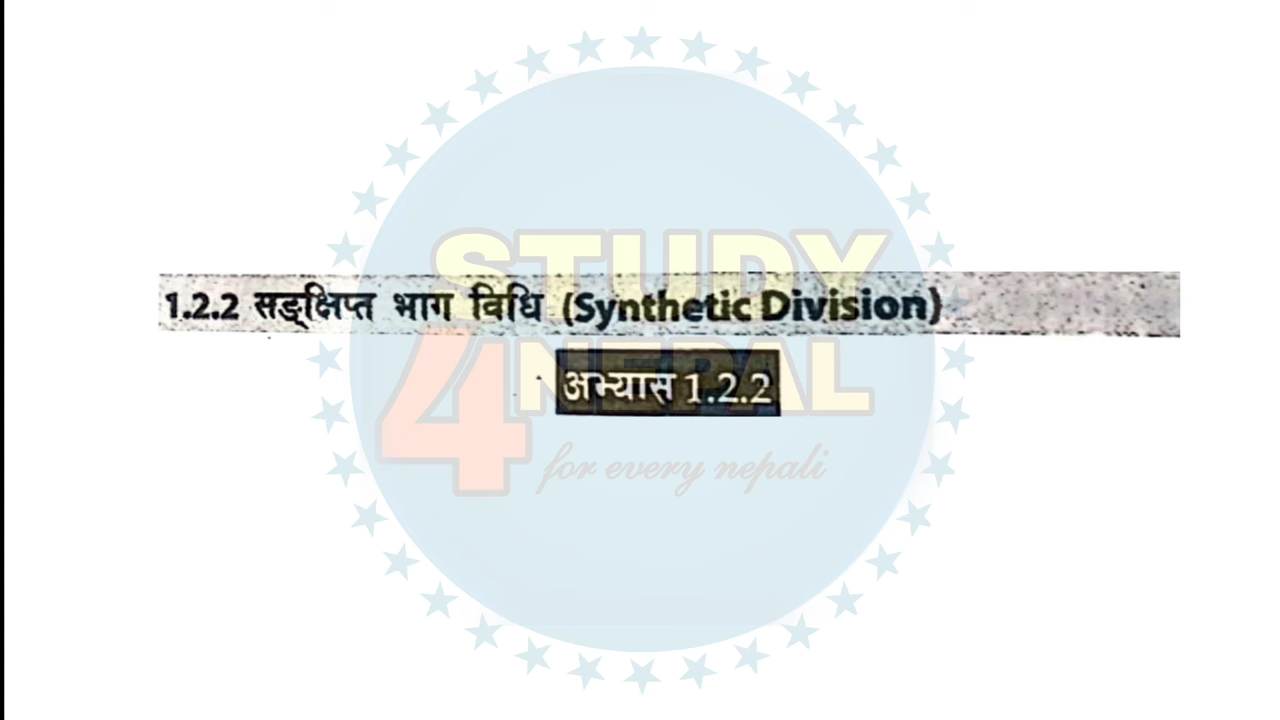 STUDY
1.2.2 सङ्क्षिप्त भाग विधि (Synthetic Division)
4 NEPAL
अभ्यास 1.2.2
for every nepali